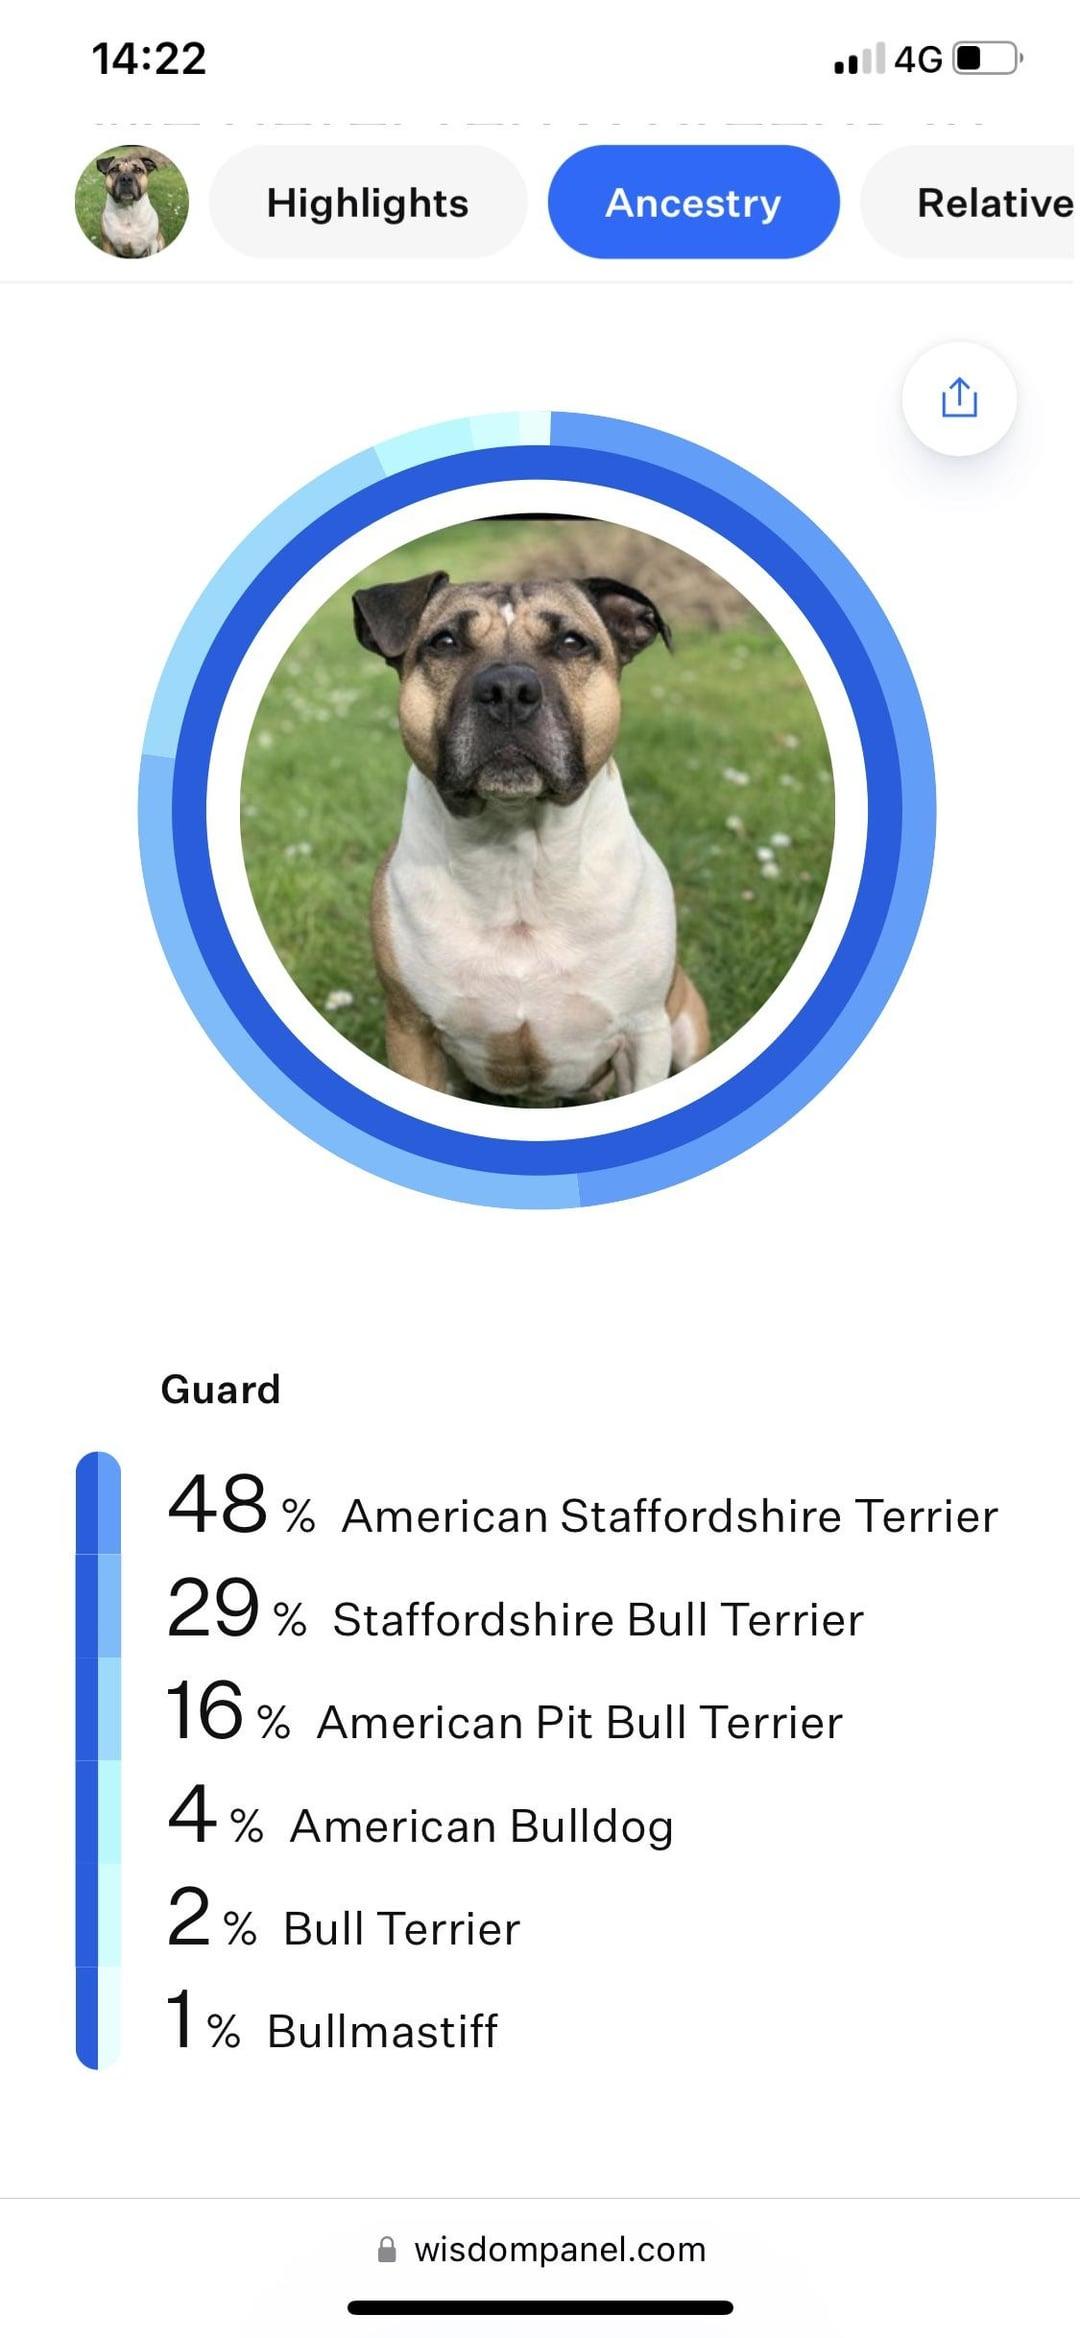 14:22
4G
Highlights
Ancestry
Relative
Guard
48 % American Staffordshire Terrier
29 % Staffordshire Bull Terrier
16 % American Pit Bull Terrier
4 % American Bulldog
2 % Bull Terrier
1 % Bullmastiff
wisdompanel.com